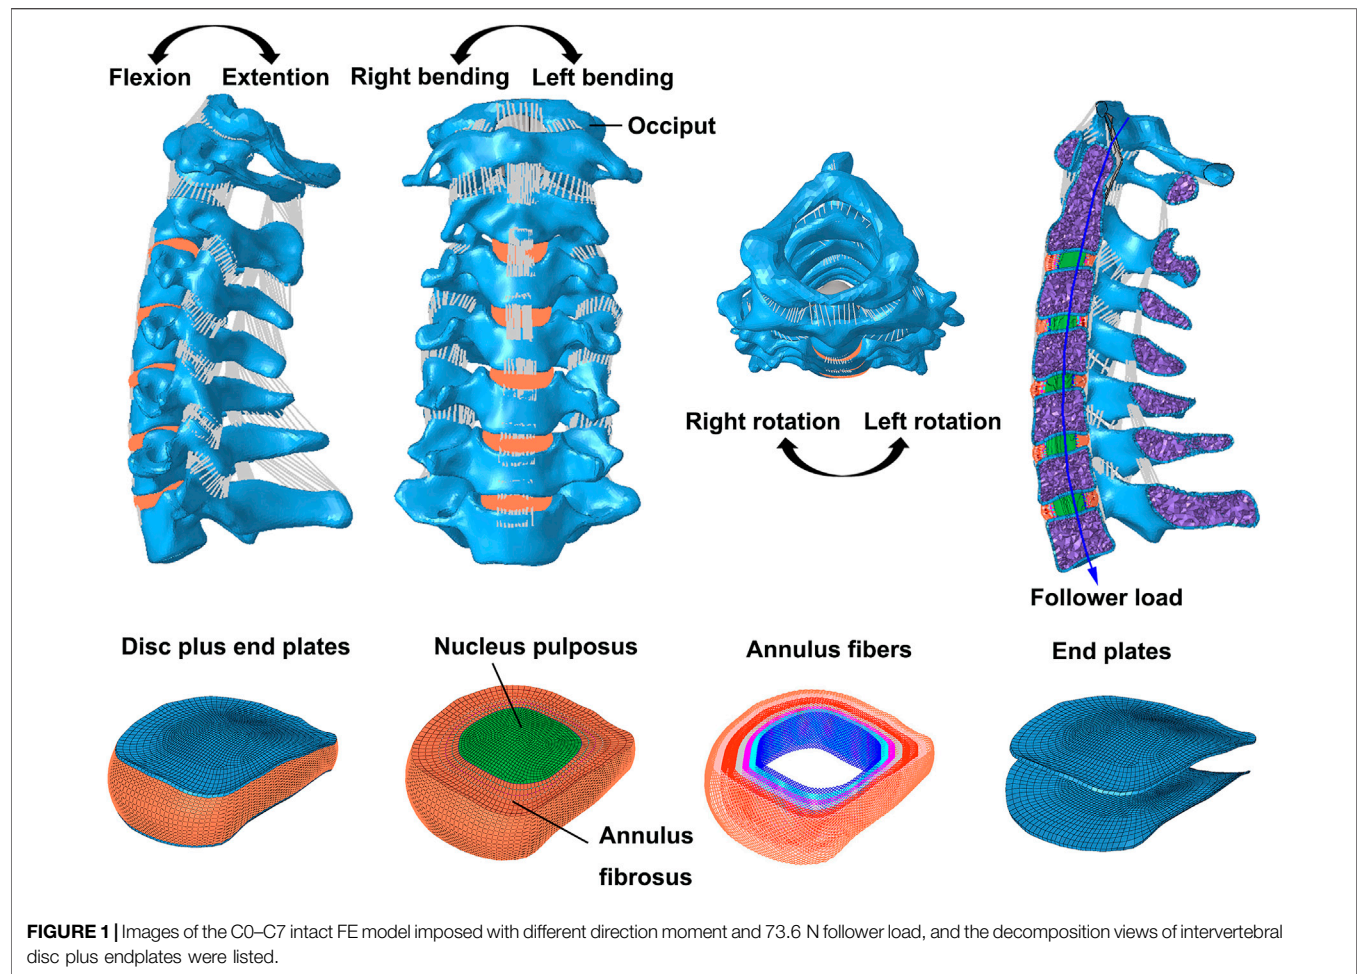 Flexion Extention Right bending Left bending
Occiput
Right rotation Left rotation
Follower load
Disc plus end plates Nucleus pulposus Annulus fibers End plates
Annulus
fibrosus
FIGURE 1 | Images of the C0–C7 intact FE model imposed with different direction moment and 73.6 N follower load, and the decomposition views of intervertebral
disc plus endplates were listed.